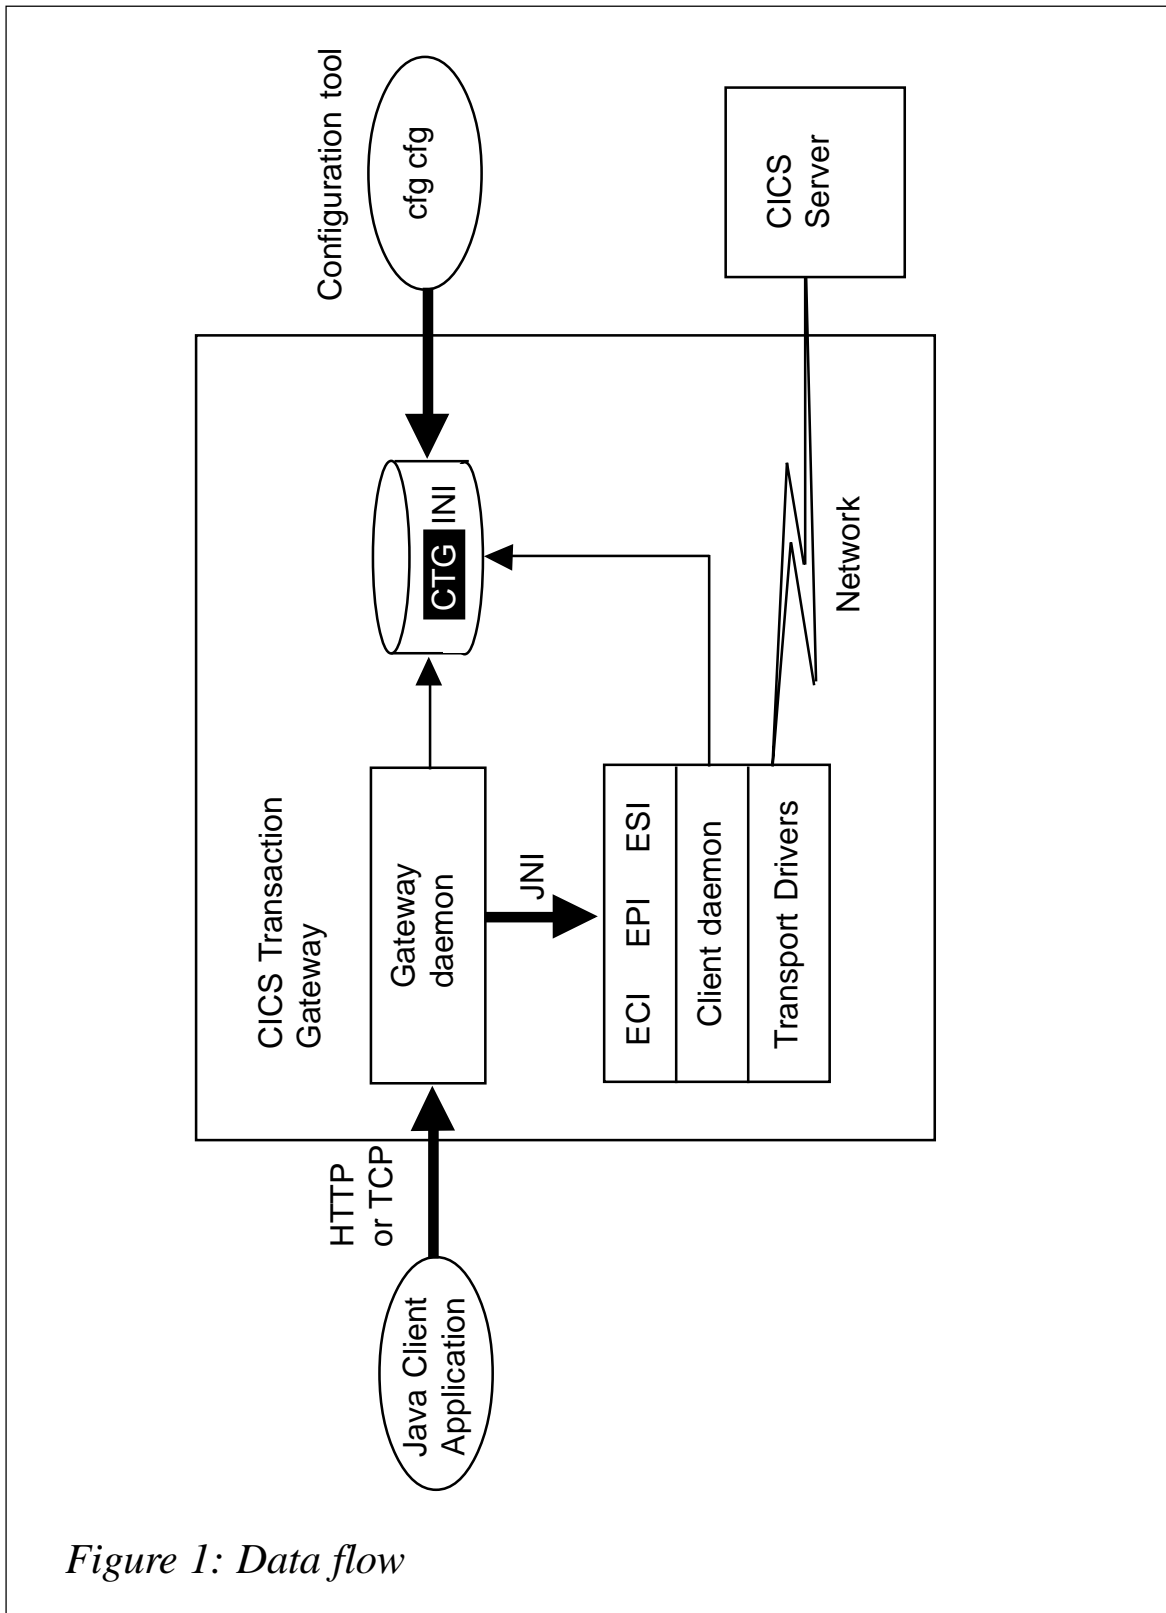 Configuration tool
cfg cfg
CICS
Server
CTG INI
Network
CICS Transaction
Gateway
Gateway
daemon
JNI
ECI EPI ESI
Client daemon
Transport Drivers
HTTP
or TCP
Java Client
Application
Figure 1: Data flow